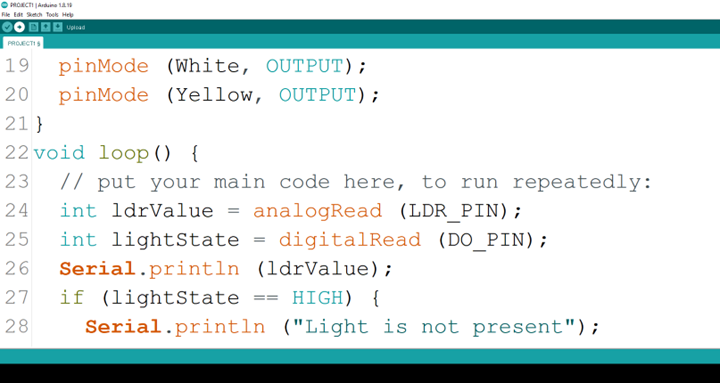 PROJECT1 | Arduino 1.8.19
File Edit Sketch Tools Help
Upload
PROJECT1 §
19 pinMode (White, OUTPUT);
20 pinMode (Yellow, OUTPUT);
21 }
22 void loop() {
23 // put your main code here, to run repeatedly:
24 int ldrValue = analogRead (LDR_PIN);
25 int lightState = digitalRead (DO_PIN);
26 Serial.println (ldrValue);
27 if (lightState == HIGH) {
28 Serial.println ("Light is not present");